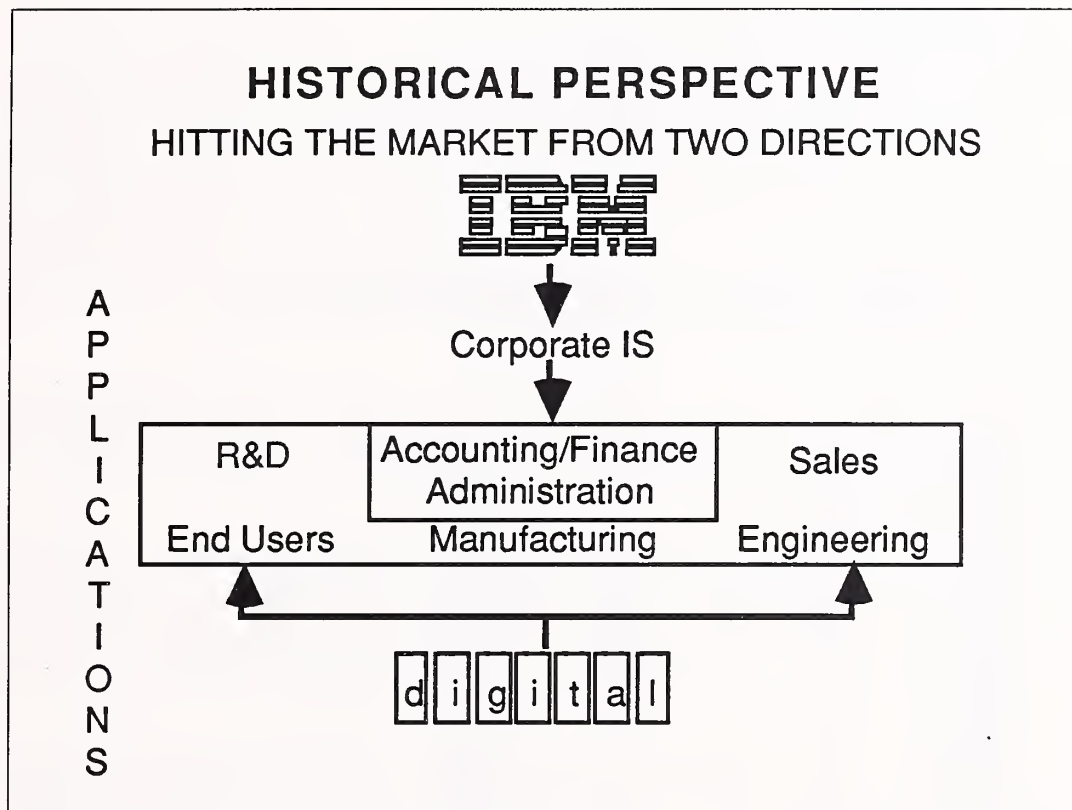 HISTORICAL PERSPECTIVE
HITTING THE MARKET FROM TWO DIRECTIONS
IBM
APPLICATIONS
Corporate IS
R&D
Accounting/Finance
Administration
Sales
End Users
Manufacturing
Engineering
digital